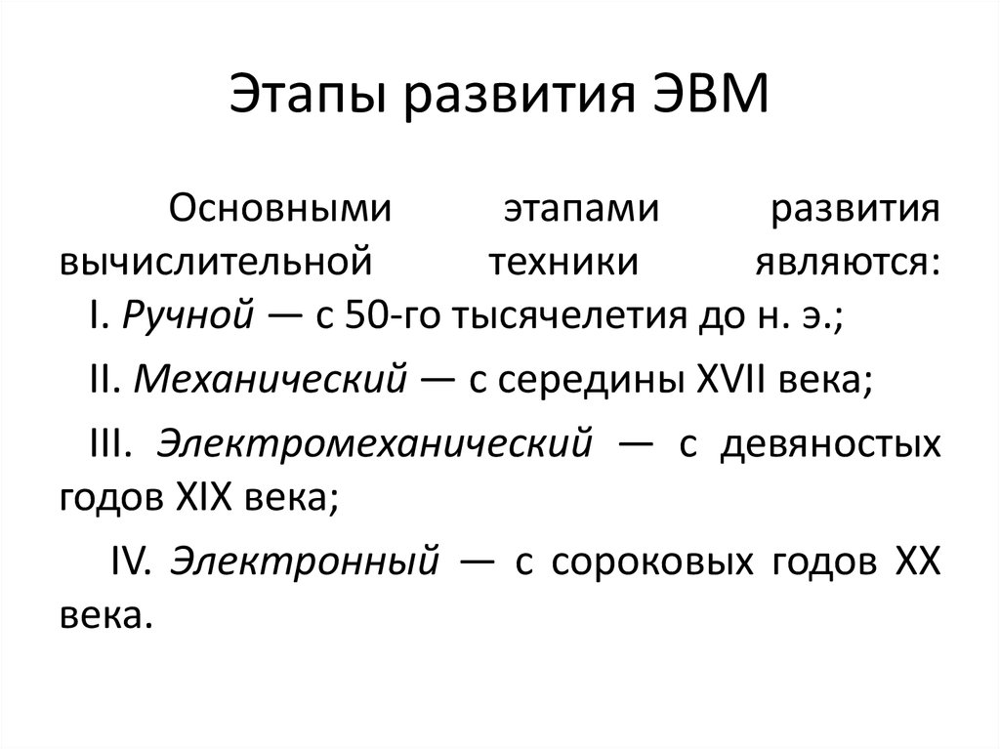 Этапы развития ЭВМ
Основными этапами развития
вычислительной техники являются:
I. Ручной — с 50-го тысячелетия до н. э.;
II. Механический — с середины XVII века;
III. Электромеханический — с девяностых
годов XIX века;
IV. Электронный — с сороковых годов XX
века.